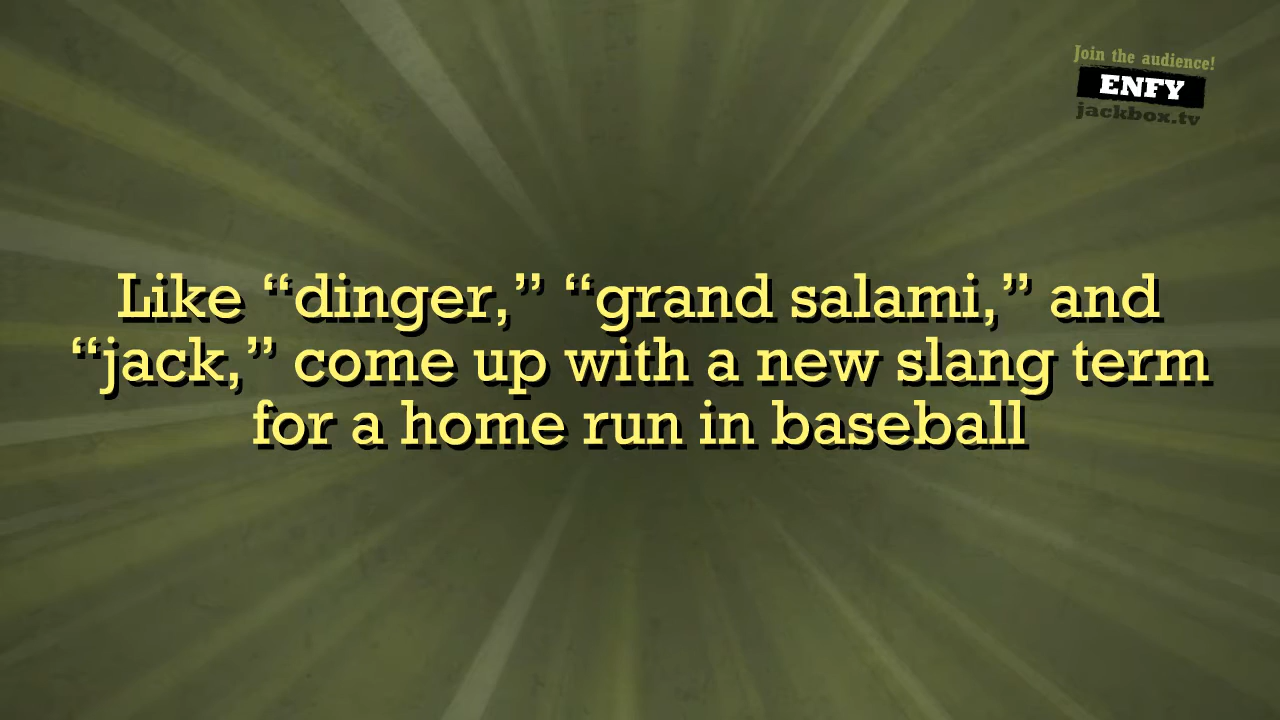 Join the audience!
ENFY
jackbox.tv
Like “dinger,” “grand salami,” and
“jack,” come up with a new slang term
for a home run in baseball